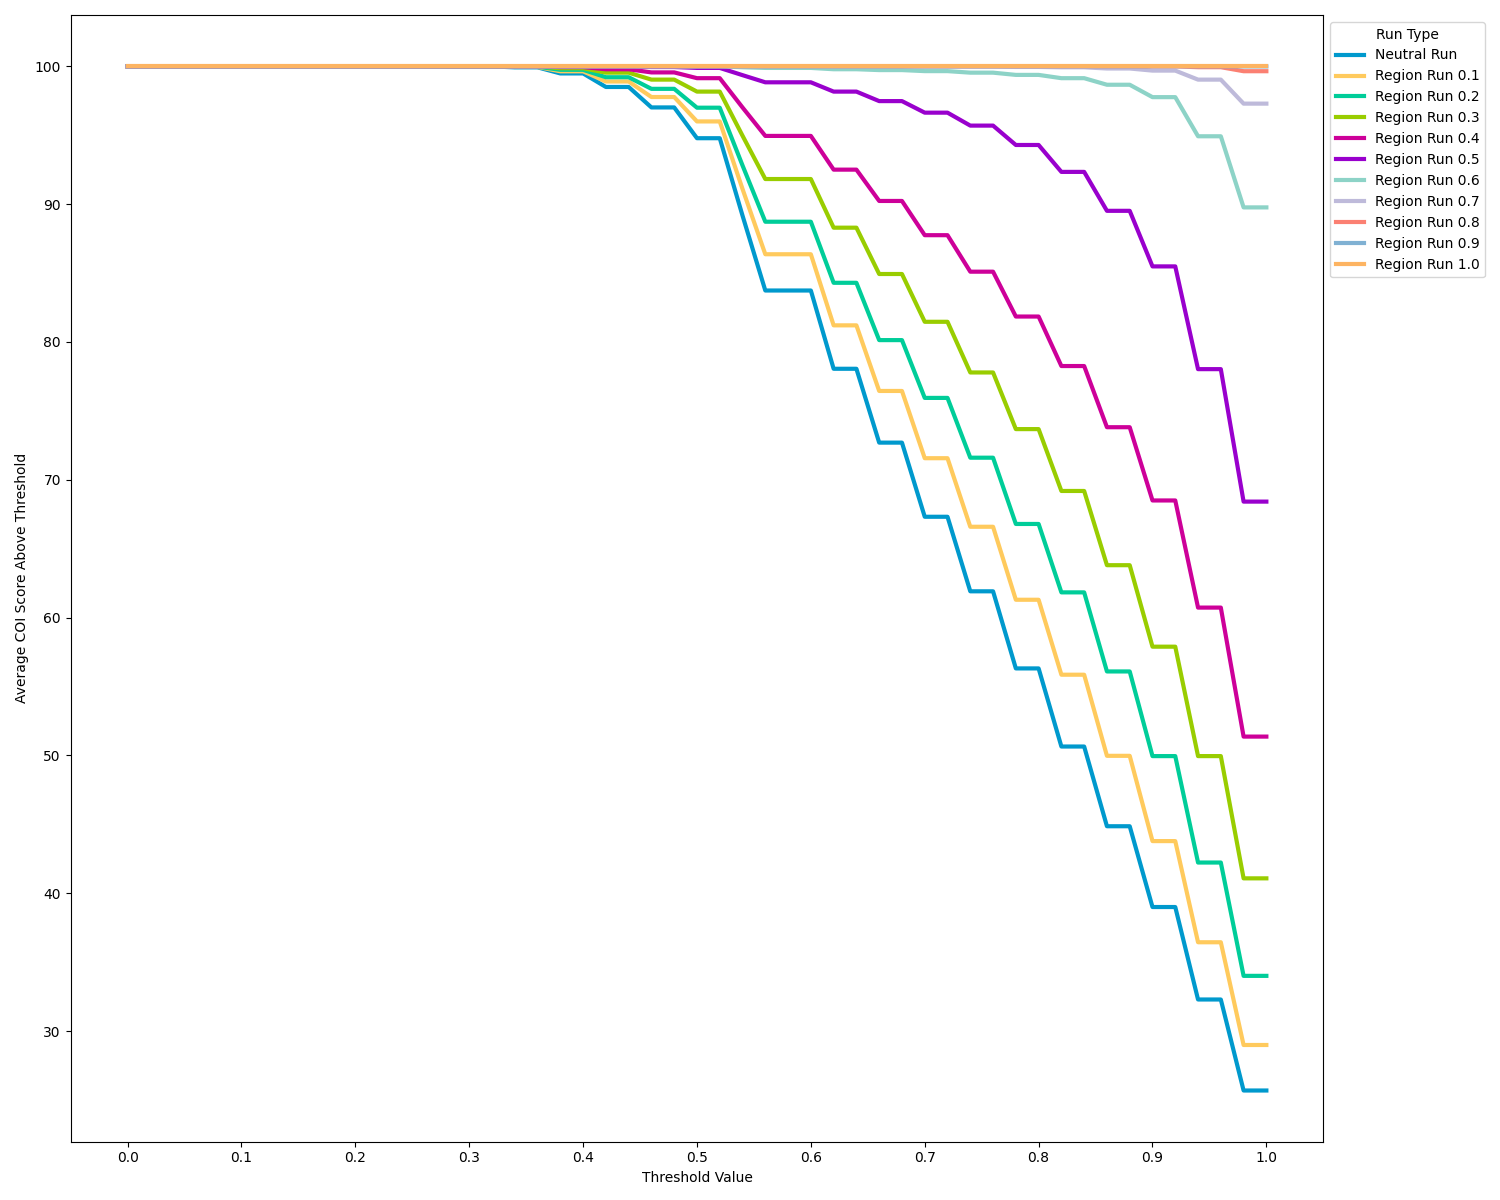 Run Type
Neutral Run
Region Run 0.1
Region Run 0.2
Region Run 0.3
Region Run 0.4
Region Run 0.5
Region Run 0.6
Region Run 0.7
Region Run 0.8
Region Run 0.9
Region Run 1.0
Average COI Score Above Threshold
100
90
80
70
60
50
40
30
0.0 0.1 0.2 0.3 0.4 0.5 0.6 0.7 0.8 0.9 1.0
Threshold Value